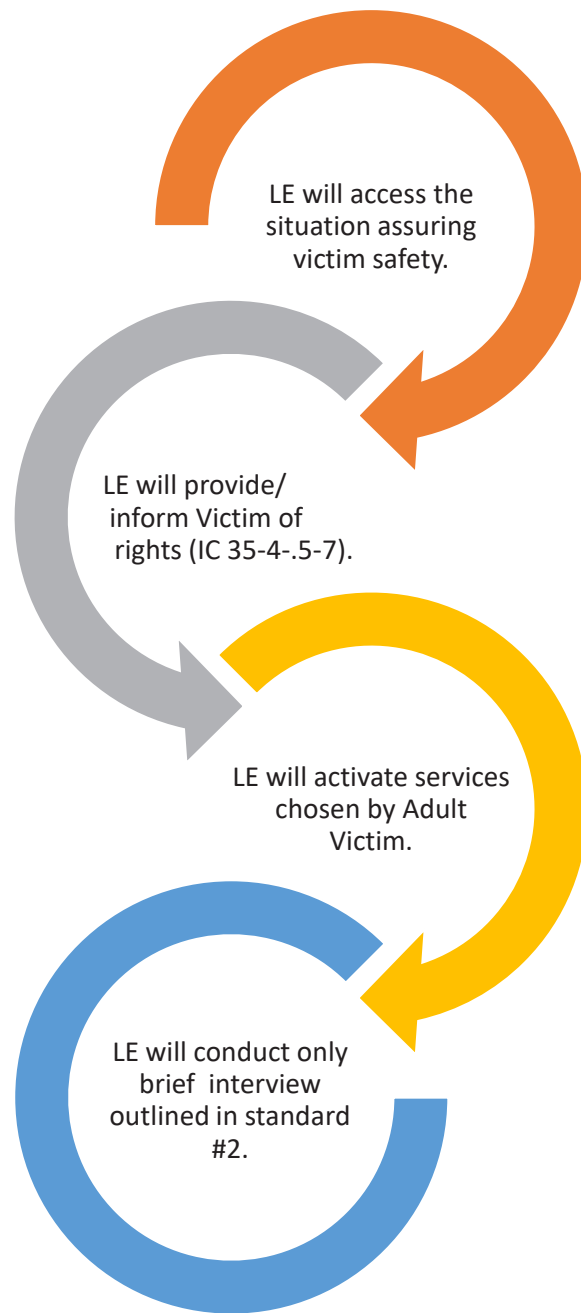 LE will access the
situation assuring
victim safety.
LE will provide/
inform Victim of
rights (IC 35-4-.5-7).
LE will activate services
chosen by Adult
Victim.
LE will conduct only
brief  interview
outlined in standard
#2.